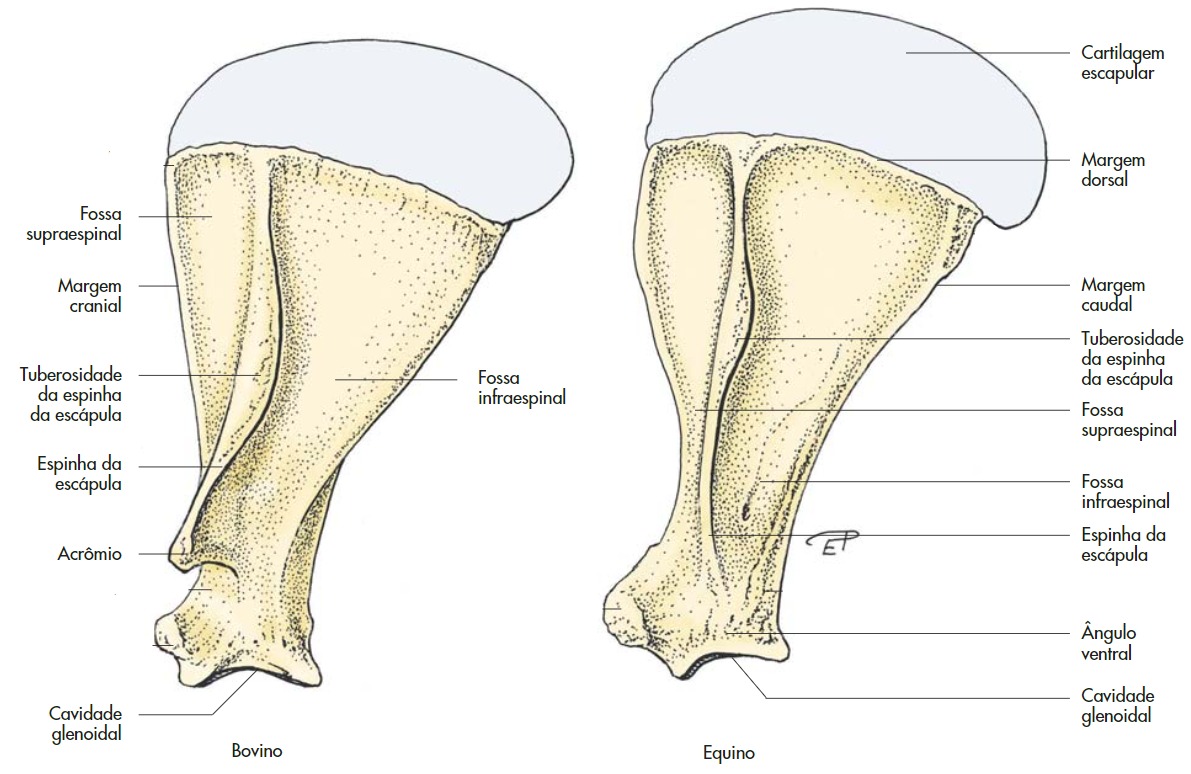 Fossa
supraespinal
Margem
cranial
Tuberosidade
da espinha
da escápula
Espinha da
escápula
Acrômio
Cavidade
glenoidal
Fossa
infraespinal
Bovino
Cartilagem
escapular
Margem
dorsal
Margem
caudal
Tuberosidade
da espinha
da escápula
Fossa
supraespinal
Fossa
infraespinal
Espinha da
escápula
Ângulo
ventral
Cavidade
glenoidal
Equino